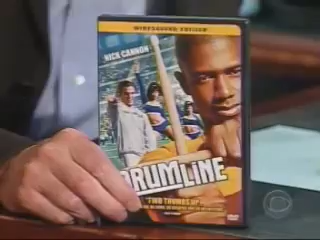 WIDESCREEN EDITION
NICK CANNON
DRUMLINE
"TWO THUMBS UP
DVD